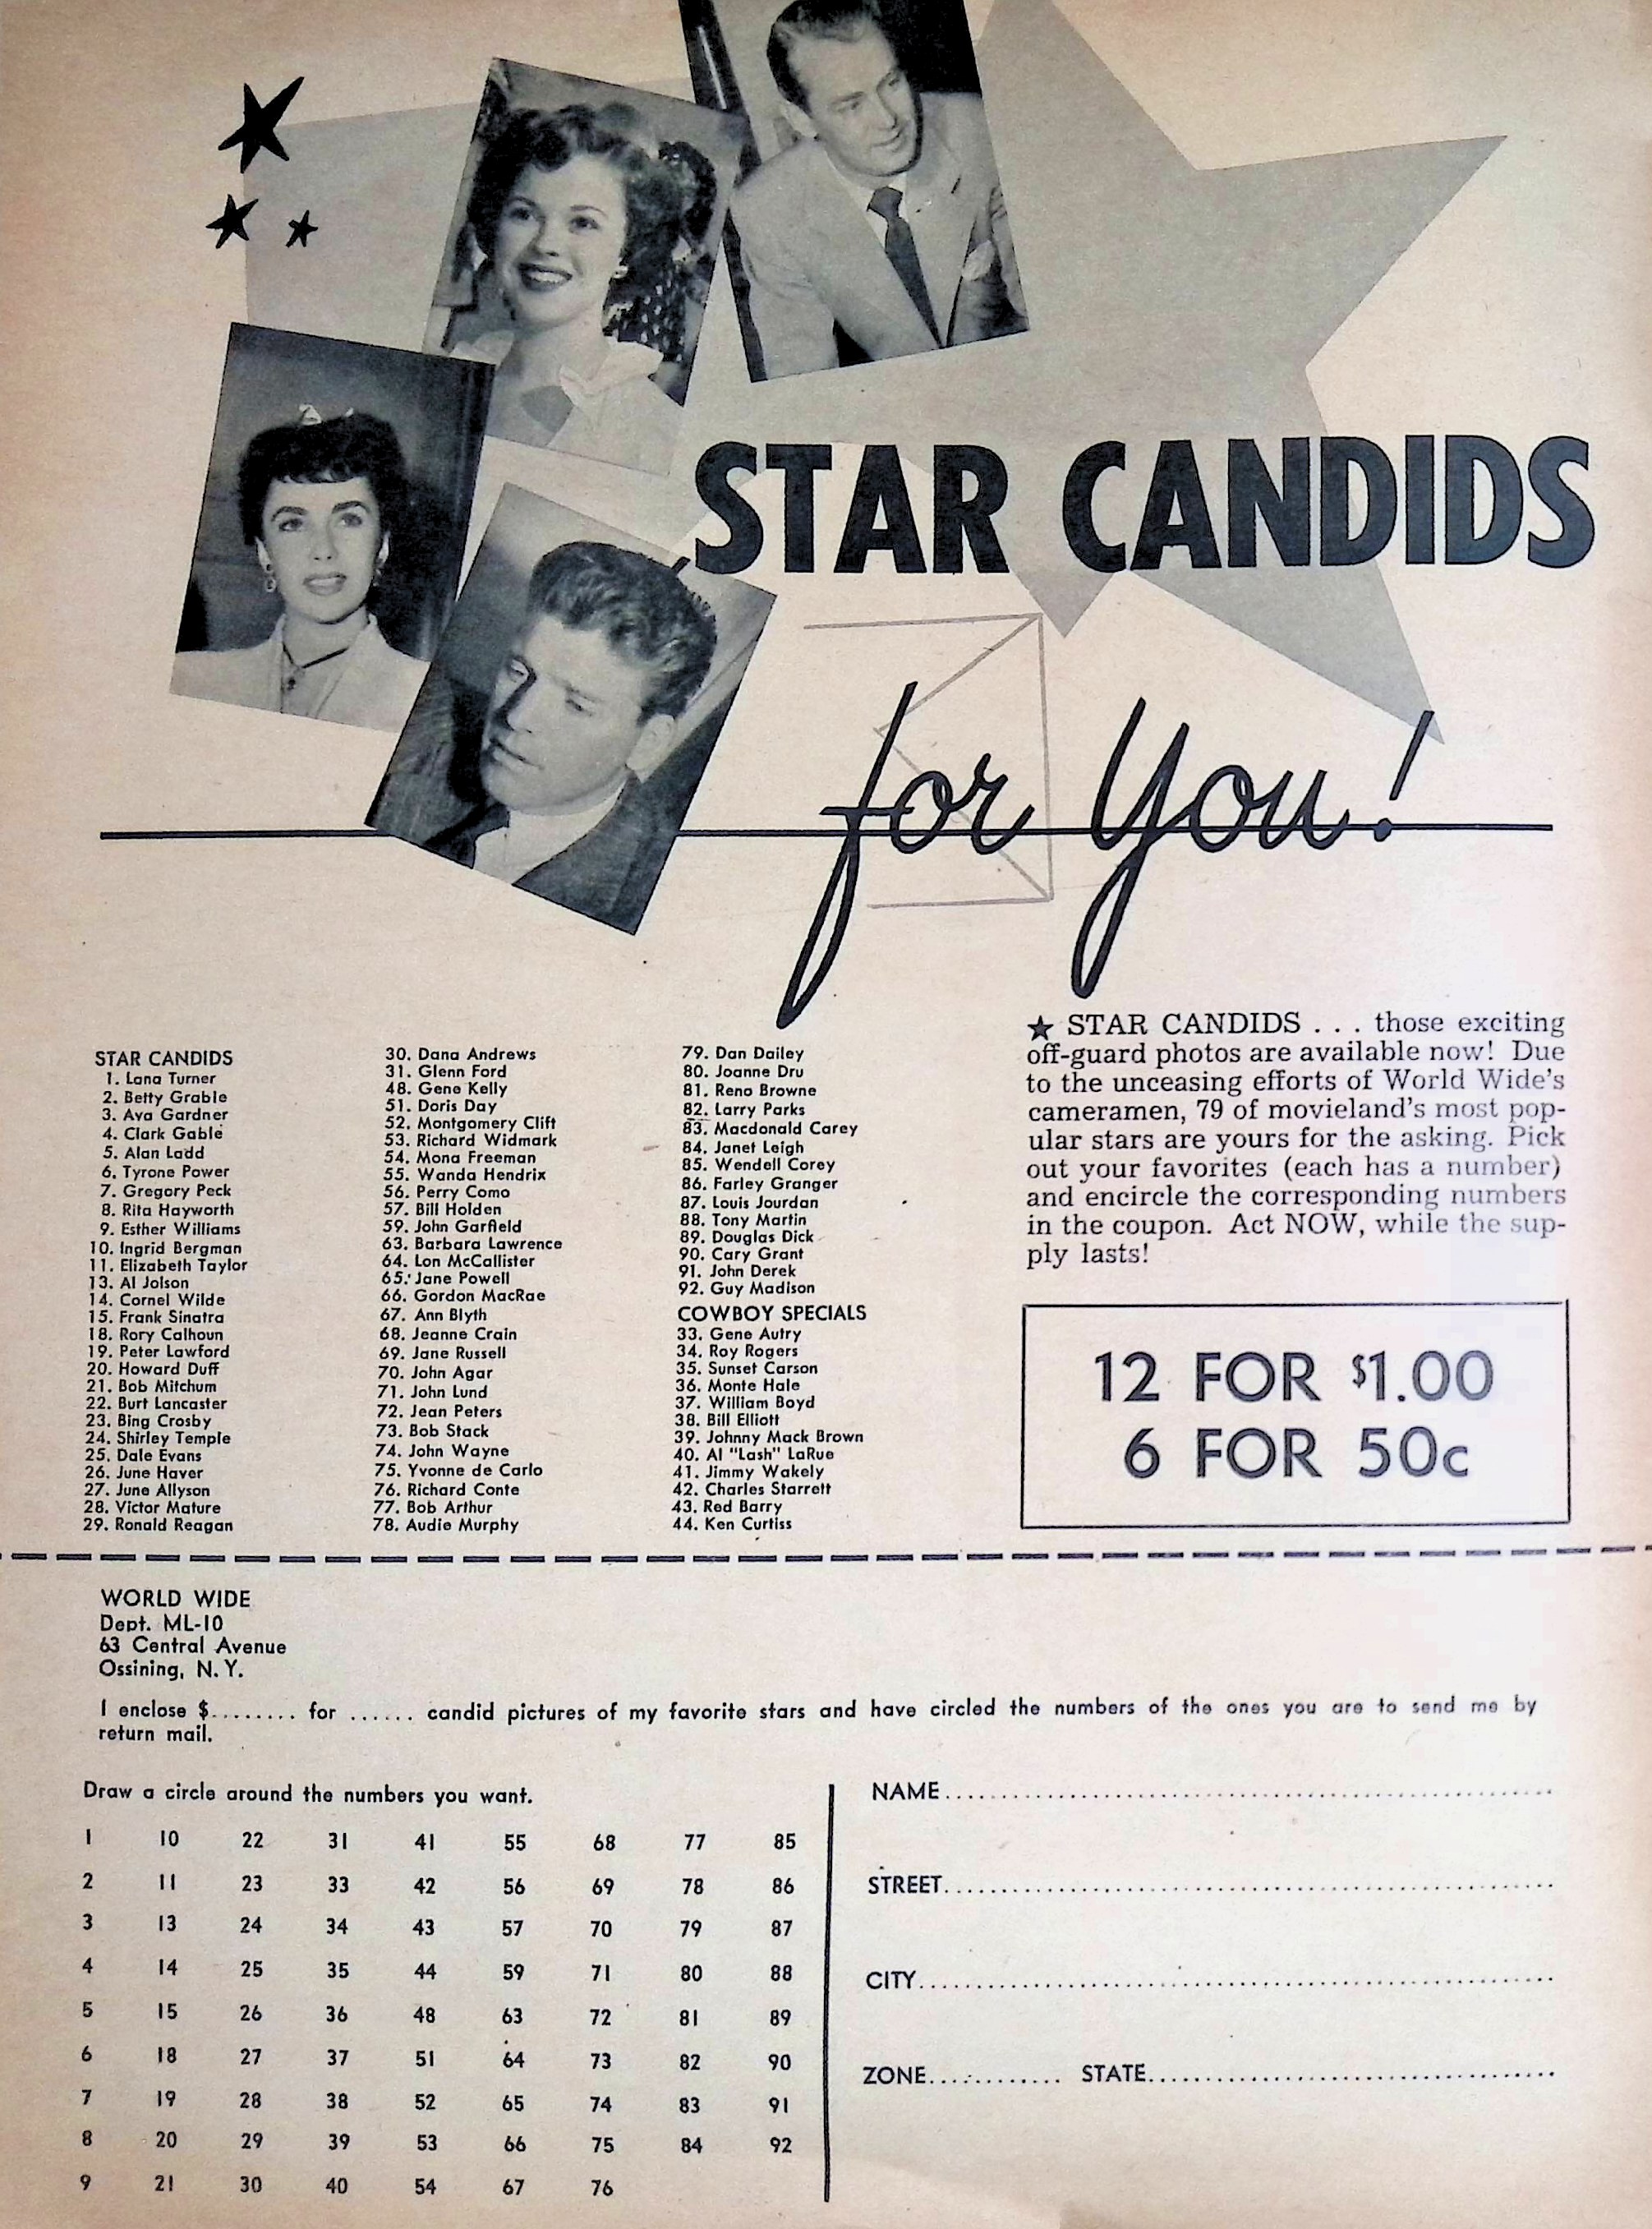 STAR CANDIDS
for you!
STAR CANDIDS
1. Lana Turner
2. Betty Grable
3. Ava Gardner
4. Clark Gable
5. Alan Ladd
6. Tyrone Power
7. Gregory Peck
8. Rita Hayworth
9. Esther Williams
10. Ingrid Bergman
11. Elizabeth Taylor
13. Al Jolson
14. Cornel Wilde
15. Frank Sinatra
18. Rory Calhoun
19. Peter Lawford
20. Howard Duff
21. Bob Mitchum
22. Burt Lancaster
23. Bing Crosby
24. Shirley Temple
25. Dale Evans
26. June Haver
27. June Allyson
28. Victor Mature
29. Ronald Reagan
30. Dana Andrews
31. Glenn Ford
48. Gene Kelly
51. Doris Day
52. Montgomery Clift
53. Richard Widmark
54. Mona Freeman
55. Wanda Hendrix
56. Perry Como
57. Bill Holden
59. John Garfield
63. Barbara Lawrence
64. Lon McCallister
65. Jane Powell
66. Gordon MacRae
67. Ann Blyth
68. Jeanne Crain
69. Jane Russell
70. John Agar
71. John Lund
72. Jean Peters
73. Bob Stack
74. John Wayne
75. Yvonne de Carlo
76. Richard Conte
77. Bob Arthur
78. Audie Murphy
79. Dan Dailey
80. Joanne Dru
81. Reno Browne
82. Larry Parks
83. Macdonald Carey
84. Janet Leigh
85. Wendell Corey
86. Farley Granger
87. Louis Jourdan
88. Tony Martin
89. Douglas Dick
90. Cary Grant
91. John Derek
92. Guy Madison
COWBOY SPECIALS
33. Gene Autry
34. Roy Rogers
35. Sunset Carson
36. Monte Hale
37. William Boyd
38. Bill Elliott
39. Johnny Mack Brown
40. Al "Lash" LaRue
41. Jimmy Wakely
42. Charles Starrett
43. Red Barry
44. Ken Curtiss
★ STAR CANDIDS . . . those exciting
off-guard photos are available now! Due
to the unceasing efforts of World Wide's
cameramen, 79 of movieland's most pop-
ular stars are yours for the asking. Pick
out your favorites (each has a number)
and encircle the corresponding numbers
in the coupon. Act NOW, while the sup-
ply lasts!
12 FOR $1.00
6 FOR 50c
WORLD WIDE
Dept. ML-10
63 Central Avenue
Ossining, N. Y.
I enclose $........ for ...... candid pictures of my favorite stars and have circled the numbers of the ones you are to send me by
return mail.
Draw a circle around the numbers you want.
1 10 22 31 41 55 68 77 85
2 11 23 33 42 56 69 78 86
3 13 24 34 43 57 70 79 87
4 14 25 35 44 59 71 80 88
5 15 26 36 48 63 72 81 89
6 18 27 37 51 64 73 82 90
7 19 28 38 52 65 74 83 91
8 20 29 39 53 66 75 84 92
9 21 30 40 54 67 76
NAME..........
STREET..........
CITY..........
ZONE.......... STATE..........